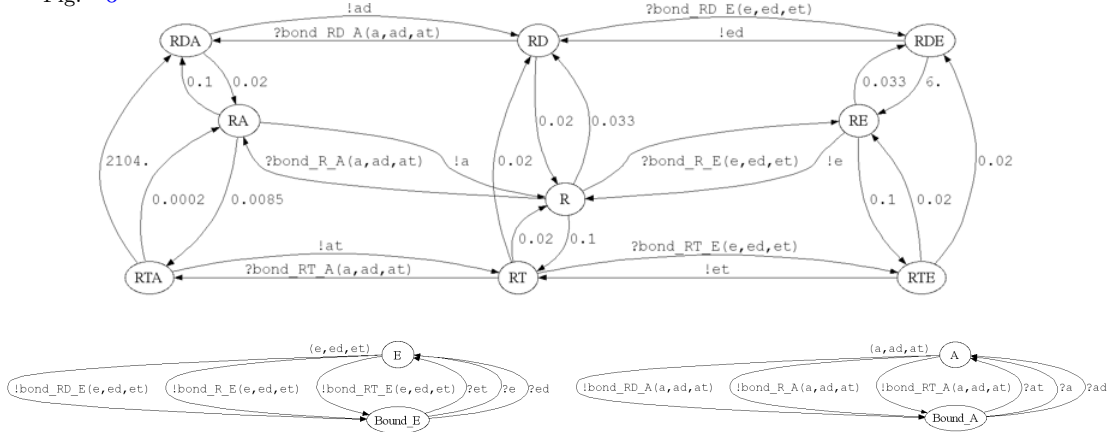 Fig. 6
!ad
?bond_RD_E(e,ed,et)
RDA
?bond_RD_A(a,ad,at)
RD
!ed
RDE
0.1
0.02
0.02
0.033
0.033
6.
RA
RE
2104.
?bond_R_A(a,ad,at)
!a
0.02
?bond_R_E(e,ed,et)
!e
0.02
0.0002
0.0085
R
0.1
0.02
0.02
0.1
!at
?bond_RT_E(e,ed,et)
RTA
?bond_RT_A(a,ad,at)
RT
!et
RTE
(e,ed,et)
E
!bond_RD_E(e,ed,et)
!bond_R_E(e,ed,et)
!bond_RT_E(e,ed,et)
?et
?e
?ed
Bound_E
(a,ad,at)
A
!bond_RD_A(a,ad,at)
!bond_R_A(a,ad,at)
!bond_RT_A(a,ad,at)
?at
?a
?ad
Bound_A